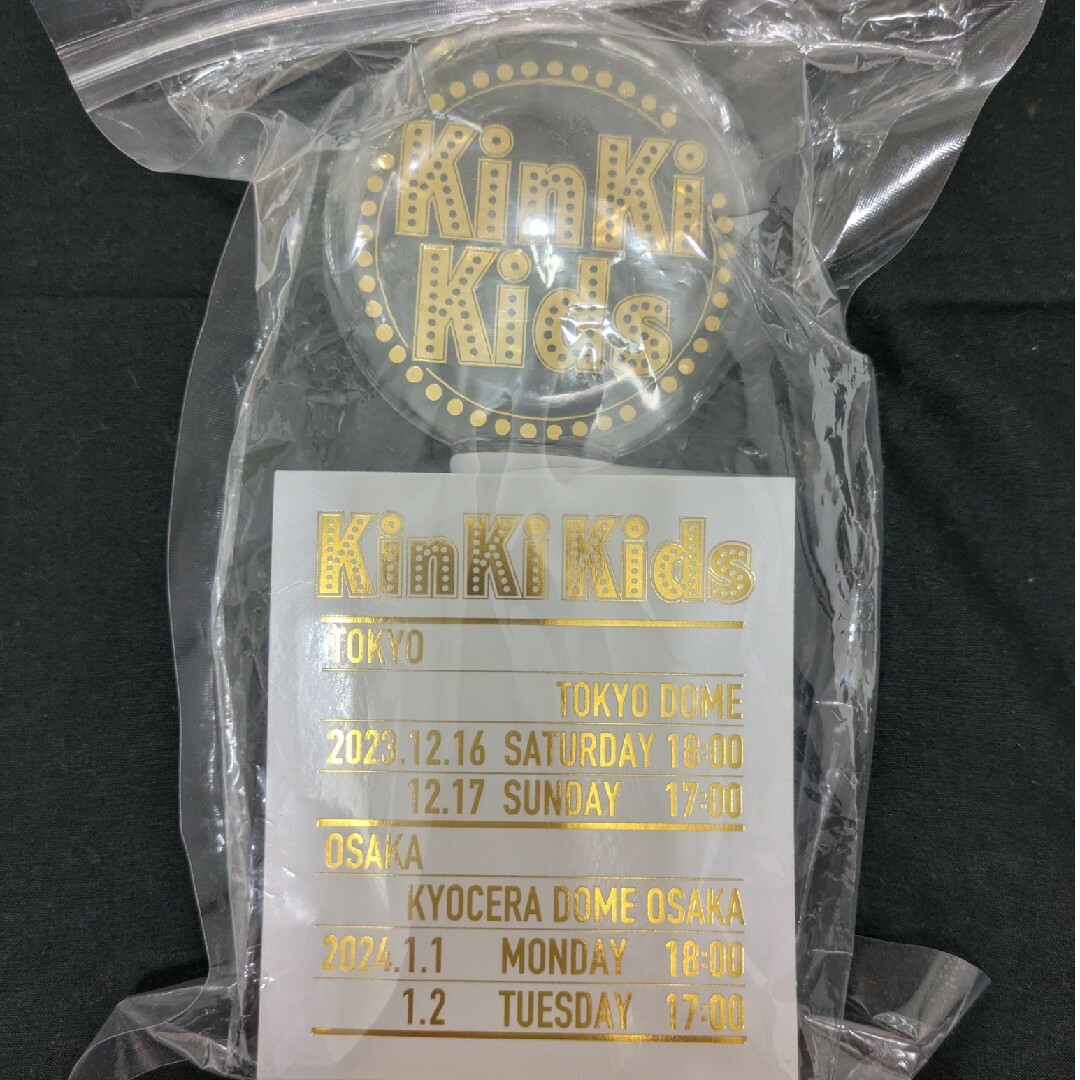 KinKi
Kids
KinKi Kids
TOKYO
TOKYO DOME
2023.12.16 SATURDAY 18:00
12.17 SUNDAY 17:00
OSAKA
KYOCERA DOME OSAKA
2024.1.1 MONDAY 18:00
1.2 TUESDAY 17:00